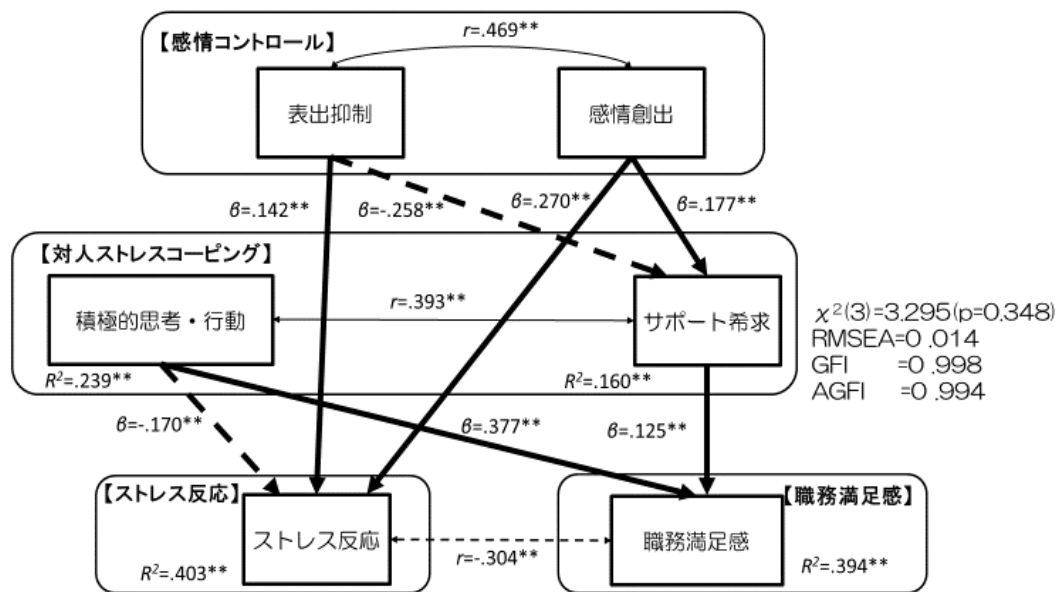 【感情コントロール】
r=.469**
表出抑制
感情創出
β=.142**
β=-.258**
β=.270**
β=.177**
【対人ストレスコーピング】
積極的思考・行動
r=.393**
サポート希求
R²=.239**
R²=.160**
χ²(3)=3.295(p=0.348)
RMSEA=0.014
GFI =0.998
AGFI =0.994
β=-.170**
β=.377**
β=.125**
【ストレス反応】
【職務満足感】
ストレス反応
職務満足感
R²=.403**
r=-.304**
R²=.394**